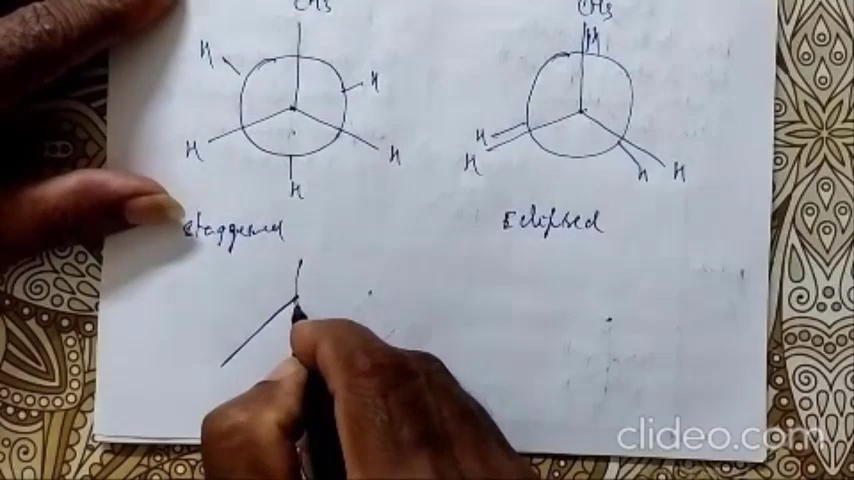 CH3 CH3
H H H
H H H H
H H H
staggered Eclipsed
clideo.com